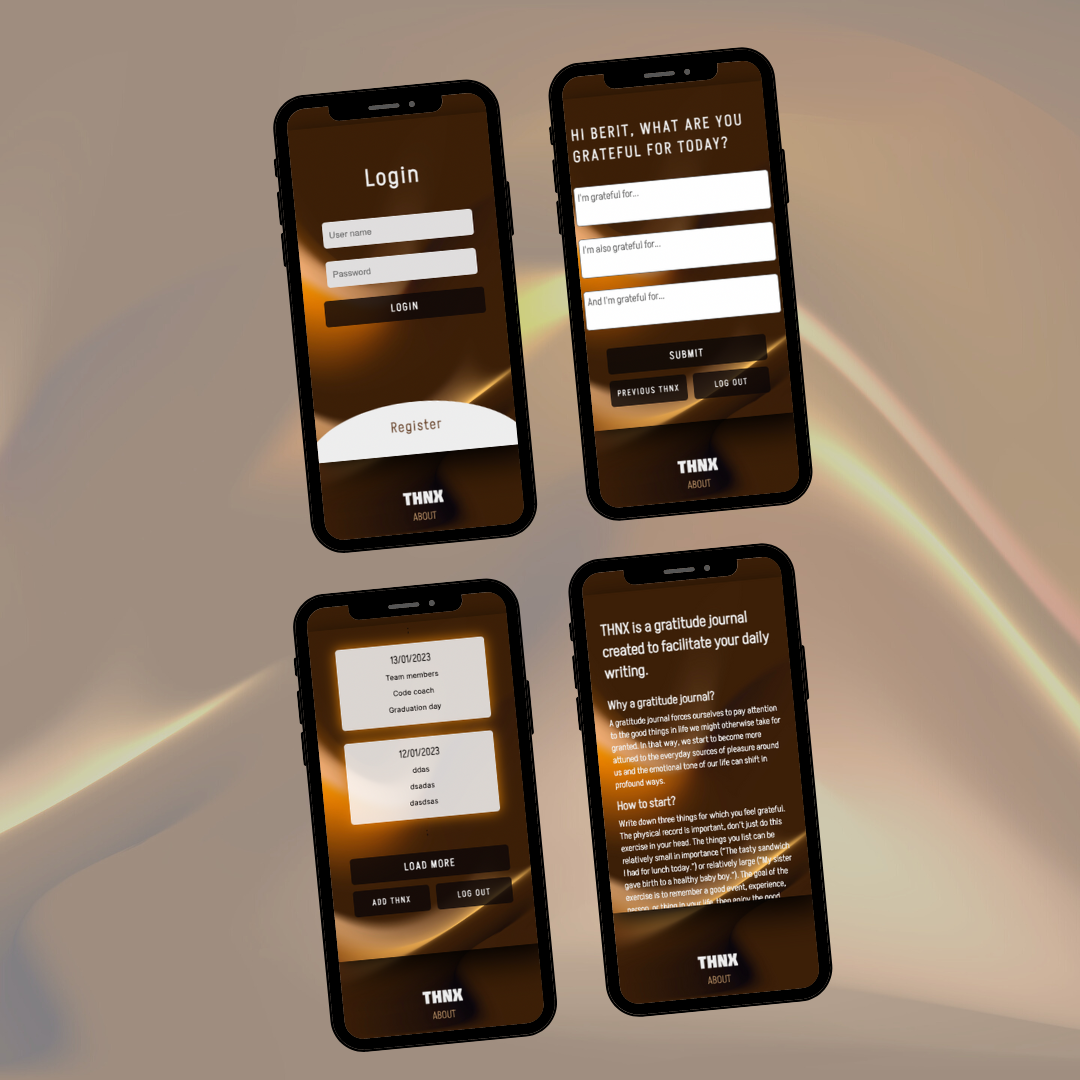 Login
User name
Password
LOGIN
Register
THNX
ABOUT
HI BERIT, WHAT ARE YOU
GRATEFUL FOR TODAY?
I'm grateful for...
I'm also grateful for...
And I'm grateful for...
SUBMIT
PREVIOUS THNX
LOG OUT
THNX
ABOUT
13/01/2023
Team members
Code coach
Graduation day
12/01/2023
ddas
dsadas
dasdsas
LOAD MORE
ADD THNX
LOG OUT
THNX
ABOUT
THNX is a gratitude journal
created to facilitate your daily
writing.
Why a gratitude journal?
A gratitude journal forces ourselves to pay attention
to the good things in life we might otherwise take for
granted. In that way, we start to become more
attuned to the everyday sources of pleasure around
us and the emotional tone of our life can shift in
profound ways.
How to start?
Write down three things for which you feel grateful.
The physical record is important, don't just do this
exercise in your head. The things you list can be
relatively small in importance ("The tasty sandwich
I had for lunch today.") or relatively large ("My sister
gave birth to a healthy baby boy."). The goal of the
exercise is to remember a good event, experience,
person, or thing in your life, then enjoy the good
THNX
ABOUT